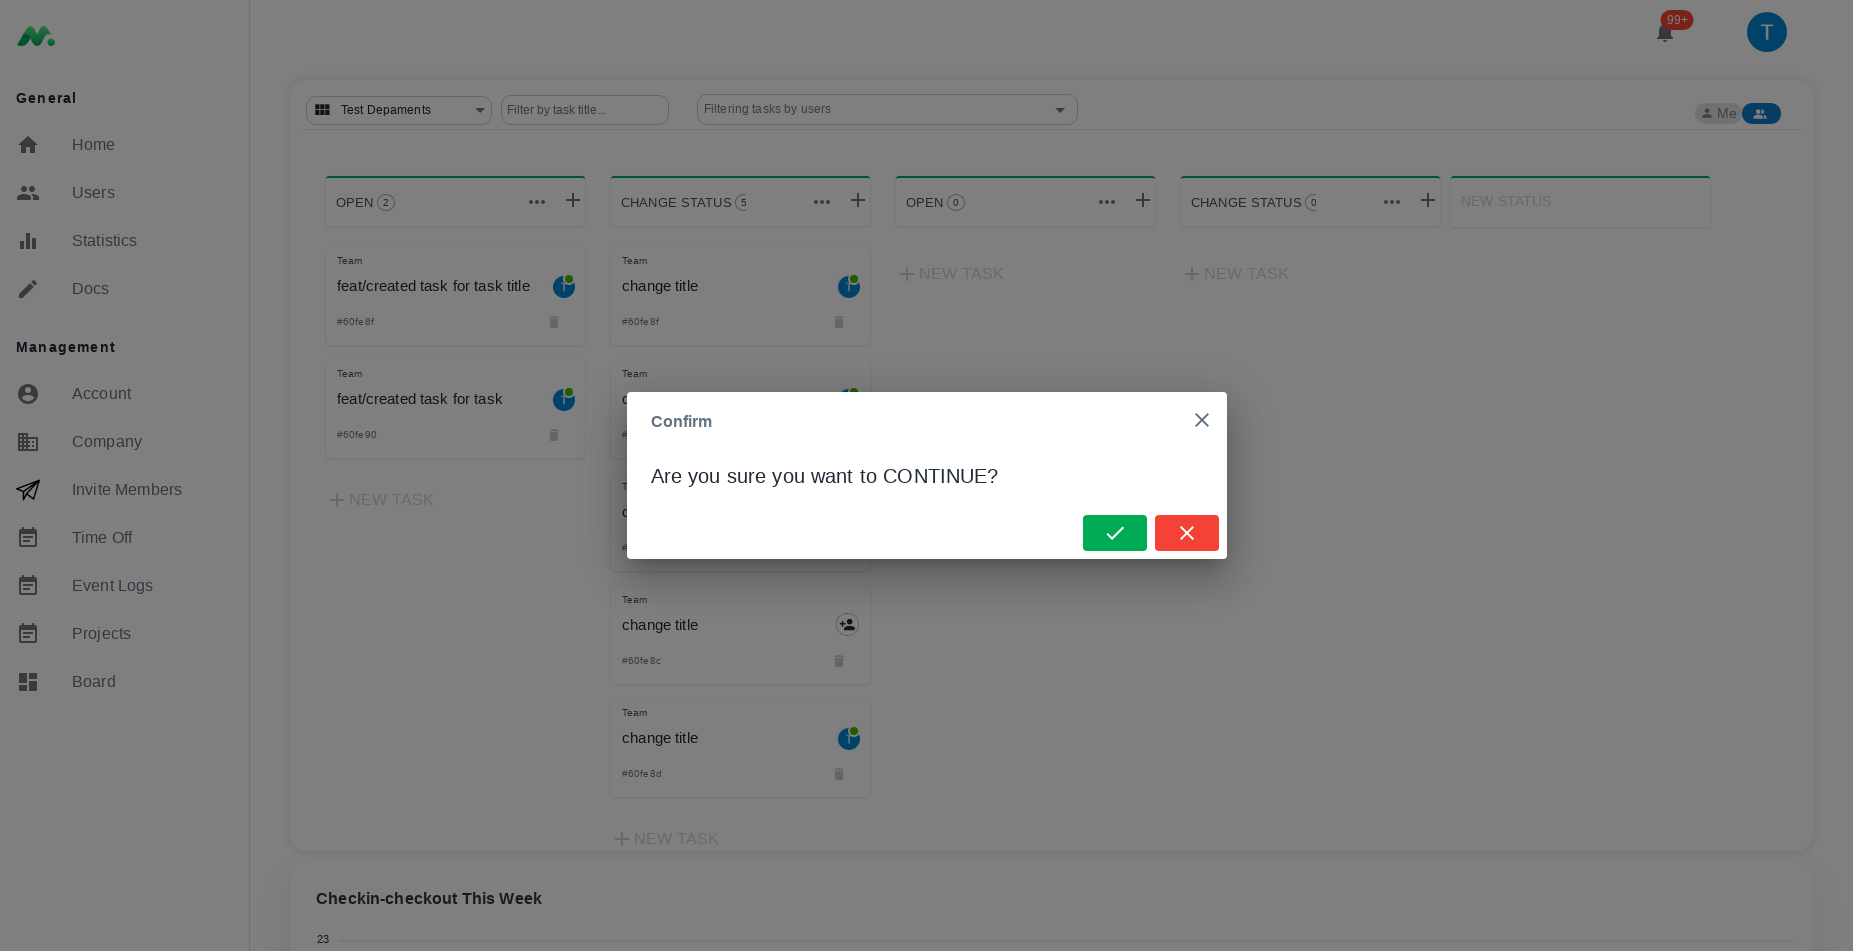 99+
T
General
Home
Users
Statistics
Docs
Management
Account
Company
Invite Members
Time Off
Event Logs
Projects
Board
Test Depaments
Filter by task title...
Filtering tasks by users
Me
OPEN 2
CHANGE STATUS 5
OPEN 0
CHANGE STATUS 0
NEW STATUS
Team
feat/created task for task title
T
#60fe8f
Team
feat/created task for task
T
#60fe90
NEW TASK
Team
change title
T
#60fe8f
Team
Team
change title
#60fe8c
Team
change title
T
#60fe8d
NEW TASK
NEW TASK
NEW TASK
Confirm
Are you sure you want to CONTINUE?
Checkin-checkout This Week
23